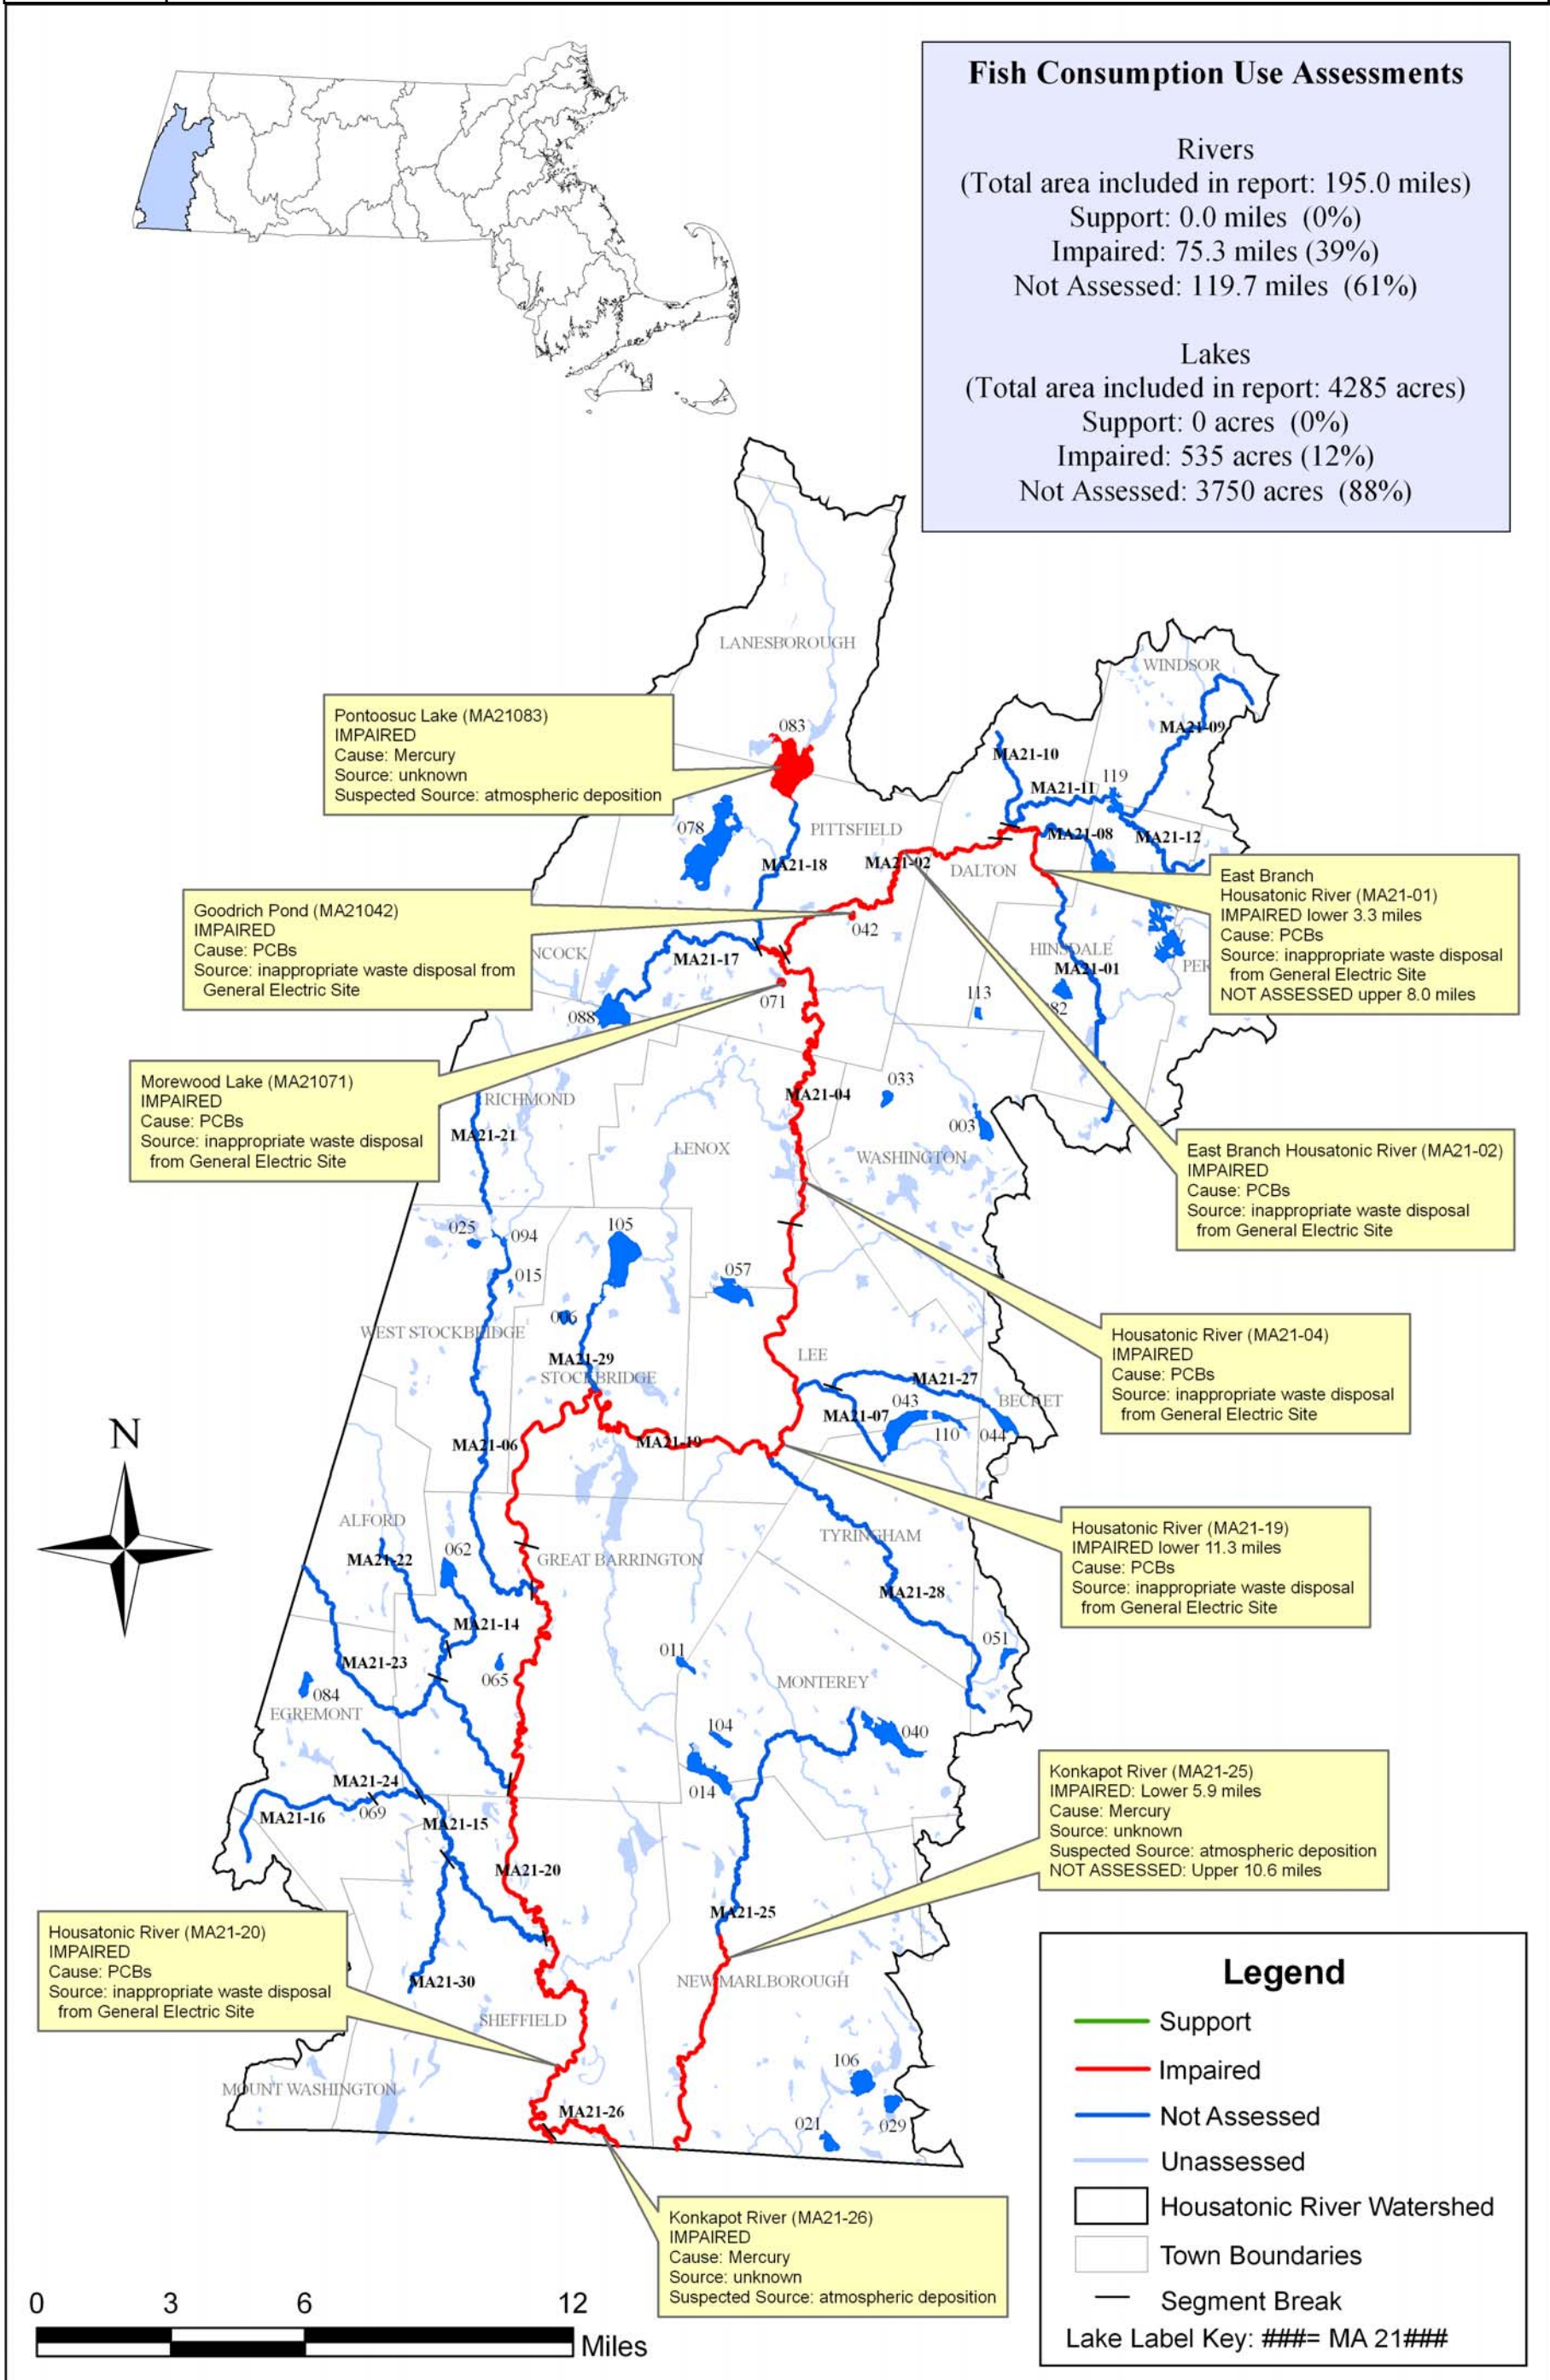 Fish Consumption Use Assessments
Rivers
(Total area included in report: 195.0 miles)
Support: 0.0 miles (0%)
Impaired: 75.3 miles (39%)
Not Assessed: 119.7 miles (61%)
Lakes
(Total area included in report: 4285 acres)
Support: 0 acres (0%)
Impaired: 535 acres (12%)
Not Assessed: 3750 acres (88%)
LANESBOROUGH
WINDSOR
Pontoosuc Lake (MA21083)
IMPAIRED
Cause: Mercury
Source: unknown
Suspected Source: atmospheric deposition
083
MA21-09
MA21-10
119
MA21-11
078
PITTSFIELD
MA21-08
MA21-12
MA21-18
MA21-02
DALTON
East Branch
Housatonic River (MA21-01)
IMPAIRED lower 3.3 miles
Cause: PCBs
Source: inappropriate waste disposal
from General Electric Site
NOT ASSESSED upper 8.0 miles
Goodrich Pond (MA21042)
IMPAIRED
Cause: PCBs
Source: inappropriate waste disposal from
General Electric Site
042
NCOCK
MA21-17
HINSDALE
MA21-01
PER
088
071
113
82
Morewood Lake (MA21071)
IMPAIRED
Cause: PCBs
Source: inappropriate waste disposal
from General Electric Site
RICHMOND
MA21-04
033
MA21-21
003
LENOX
WASHINGTON
East Branch Housatonic River (MA21-02)
IMPAIRED
Cause: PCBs
Source: inappropriate waste disposal
from General Electric Site
025
094
105
015
057
006
WEST STOCKBRIDGE
MA21-29
STOCKBRIDGE
LEE
Housatonic River (MA21-04)
IMPAIRED
Cause: PCBs
Source: inappropriate waste disposal
from General Electric Site
MA21-27
BECKET
043
MA21-07
110
044
N
MA21-06
MA21-19
Housatonic River (MA21-19)
IMPAIRED lower 11.3 miles
Cause: PCBs
Source: inappropriate waste disposal
from General Electric Site
ALFORD
TYRINGHAM
MA21-22
062
GREAT BARRINGTON
MA21-28
MA21-14
051
011
MA21-23
065
MONTEREY
084
EGREMONT
104
040
Konkapot River (MA21-25)
IMPAIRED: Lower 5.9 miles
Cause: Mercury
Source: unknown
Suspected Source: atmospheric deposition
NOT ASSESSED: Upper 10.6 miles
MA21-24
014
MA21-16
069
MA21-15
MA21-20
MA21-25
Housatonic River (MA21-20)
IMPAIRED
Cause: PCBs
Source: inappropriate waste disposal
from General Electric Site
MA21-30
NEW MARLBOROUGH
SHEFFIELD
106
MOUNT WASHINGTON
MA21-26
021
029
Konkapot River (MA21-26)
IMPAIRED
Cause: Mercury
Source: unknown
Suspected Source: atmospheric deposition
Legend
Support
Impaired
Not Assessed
Unassessed
Housatonic River Watershed
Town Boundaries
Segment Break
Lake Label Key: ###= MA 21###
0 3 6 12
Miles